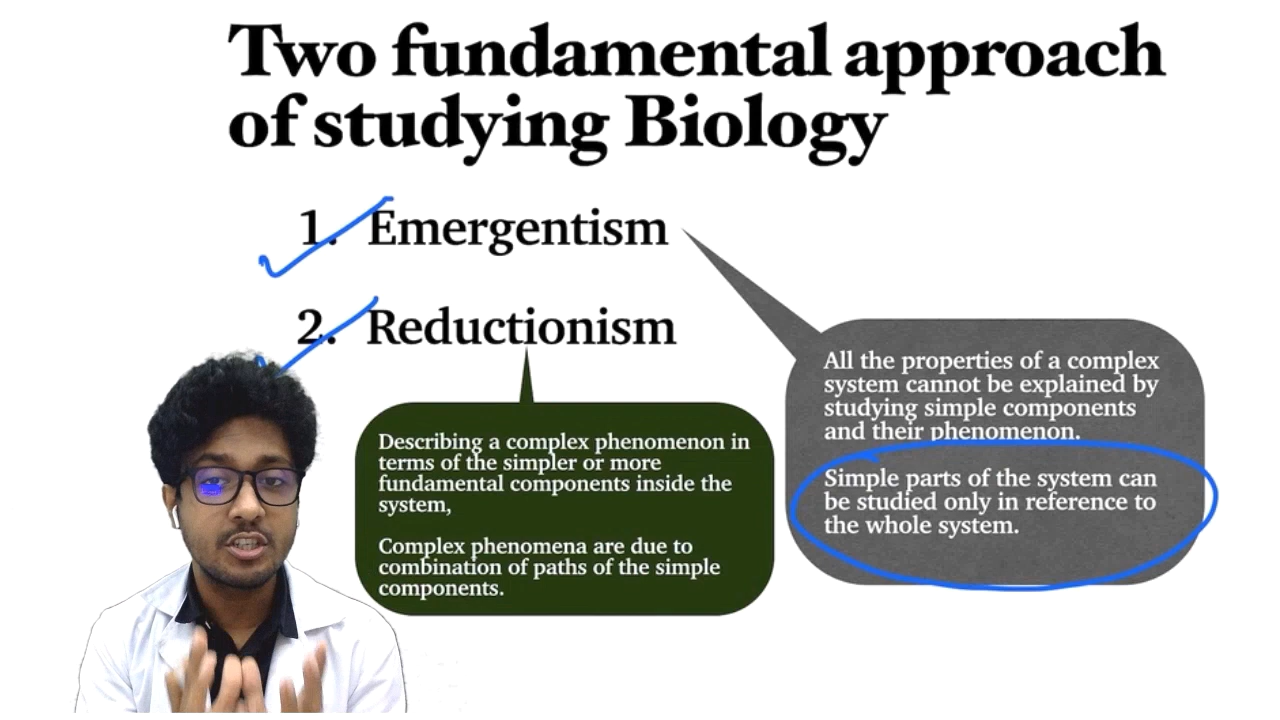 Two fundamental approach
of studying Biology
1. Emergentism
2. Reductionism
Describing a complex phenomenon in
terms of the simpler or more
fundamental components inside the
system,
Complex phenomena are due to
combination of paths of the simple
components.
All the properties of a complex
system cannot be explained by
studying simple components
and their phenomenon.
Simple parts of the system can
be studied only in reference to
the whole system.